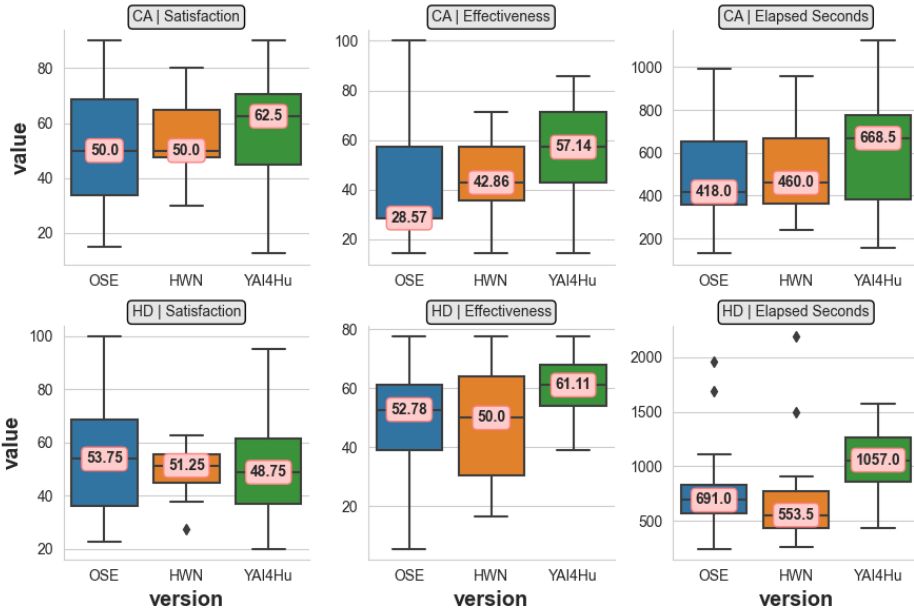 CA | Satisfaction
CA | Effectiveness
CA | Elapsed Seconds
value
80
60
40
20
50.0
50.0
62.5
OSE
HWN
YAI4Hu
100
80
60
40
20
28.57
42.86
57.14
OSE
HWN
YAI4Hu
1000
800
600
400
200
418.0
460.0
668.5
OSE
HWN
YAI4Hu
HD | Satisfaction
HD | Effectiveness
HD | Elapsed Seconds
value
100
80
60
40
20
53.75
51.25
48.75
OSE
HWN
YAI4Hu
version
80
60
40
20
52.78
50.0
61.11
OSE
HWN
YAI4Hu
version
2000
1500
1000
500
691.0
553.5
1057.0
OSE
HWN
YAI4Hu
version